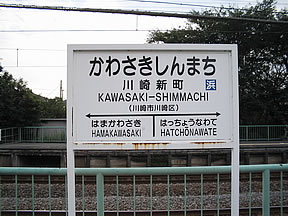 かわさきしんまち
川崎新町 浜
KAWASAKI-SHIMMACHI
(川崎市川崎区)
はまかわさき はっちょうなわて
HAMAKAWASAKI HATCHŌNAWATE